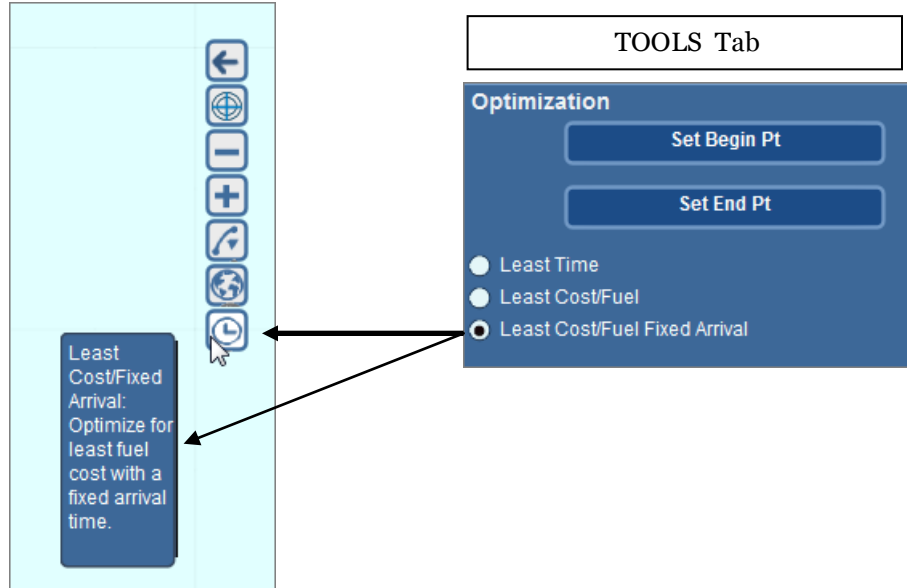 TOOLS Tab
Optimization
Set Begin Pt
Set End Pt
Least Time
Least Cost/Fuel
Least Cost/Fuel Fixed Arrival
Least
Cost/Fixed
Arrival:
Optimize for
least fuel
cost with a
fixed arrival
time.